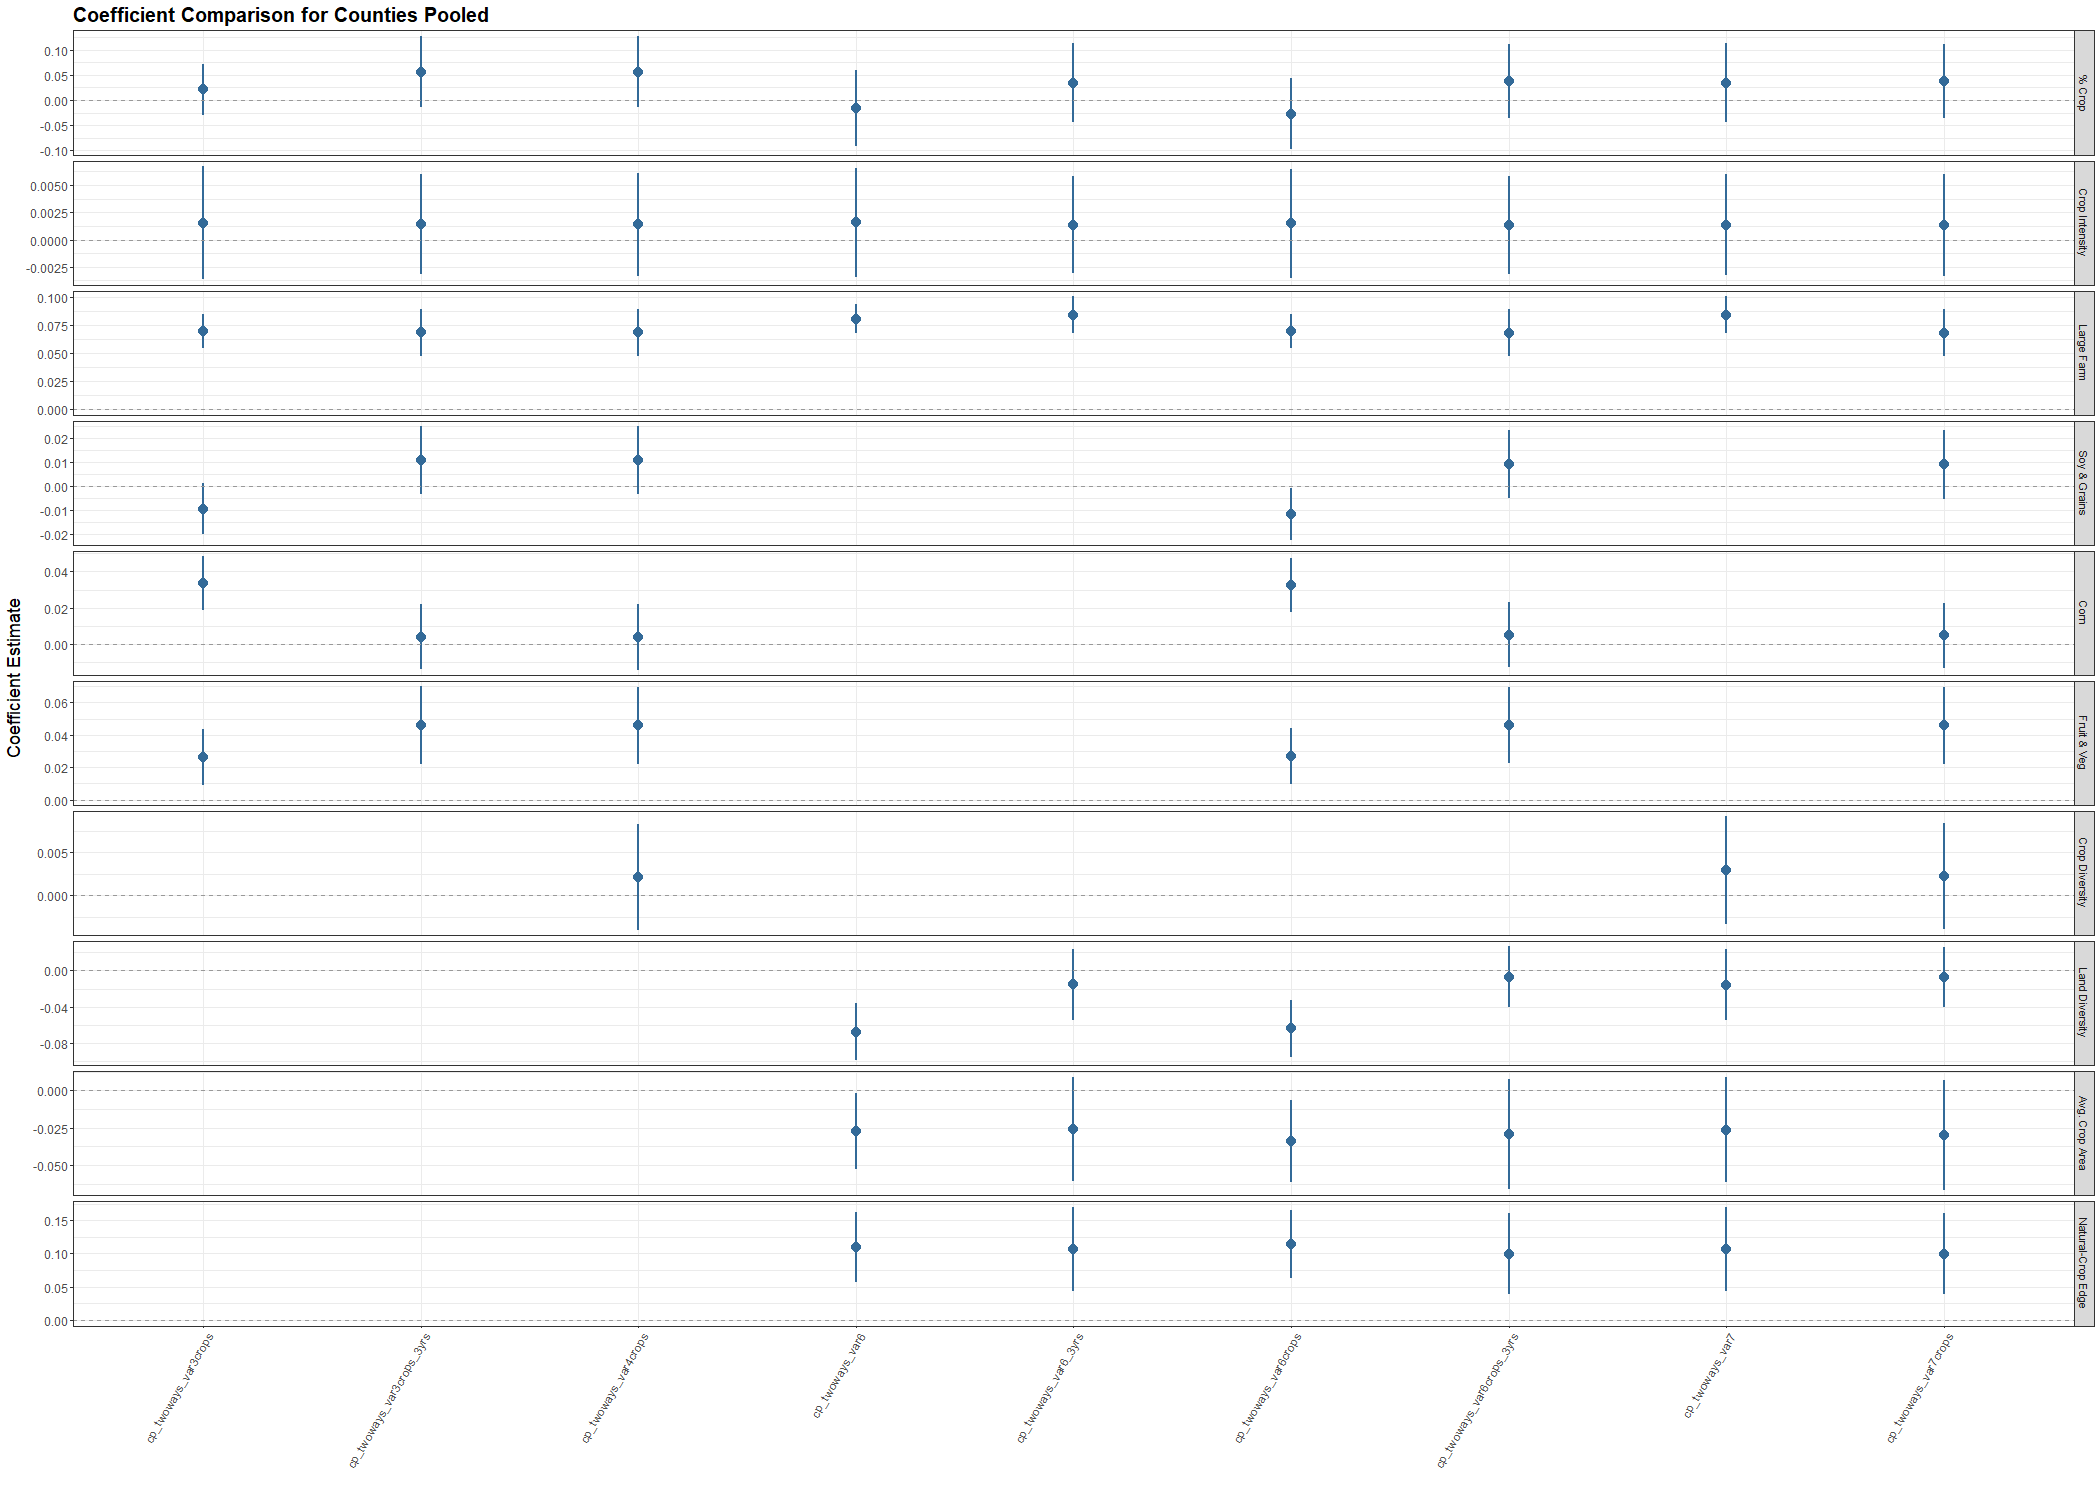 Coefficient Comparison for Counties Pooled
Coefficient Estimate
0.10
0.05
0.00
-0.05
-0.10
% Crop
0.0050
0.0025
0.0000
-0.0025
Crop Intensity
0.100
0.075
0.050
0.025
0.000
Large Farm
0.02
0.01
0.00
-0.01
-0.02
Soy & Grains
0.04
0.02
0.00
Corn
0.06
0.04
0.02
0.00
Fruit & Veg
0.005
0.000
Crop Diversity
0.00
-0.04
-0.08
Land Diversity
0.000
-0.025
-0.050
Avg. Crop Area
0.15
0.10
0.05
0.00
Natural-Crop Edge
cp_twoways_var3crops
cp_twoways_var3crops_3yrs
cp_twoways_var4crops
cp_twoways_var6
cp_twoways_var6_3yrs
cp_twoways_var6crops
cp_twoways_var6crops_3yrs
cp_twoways_var7
cp_twoways_var7crops